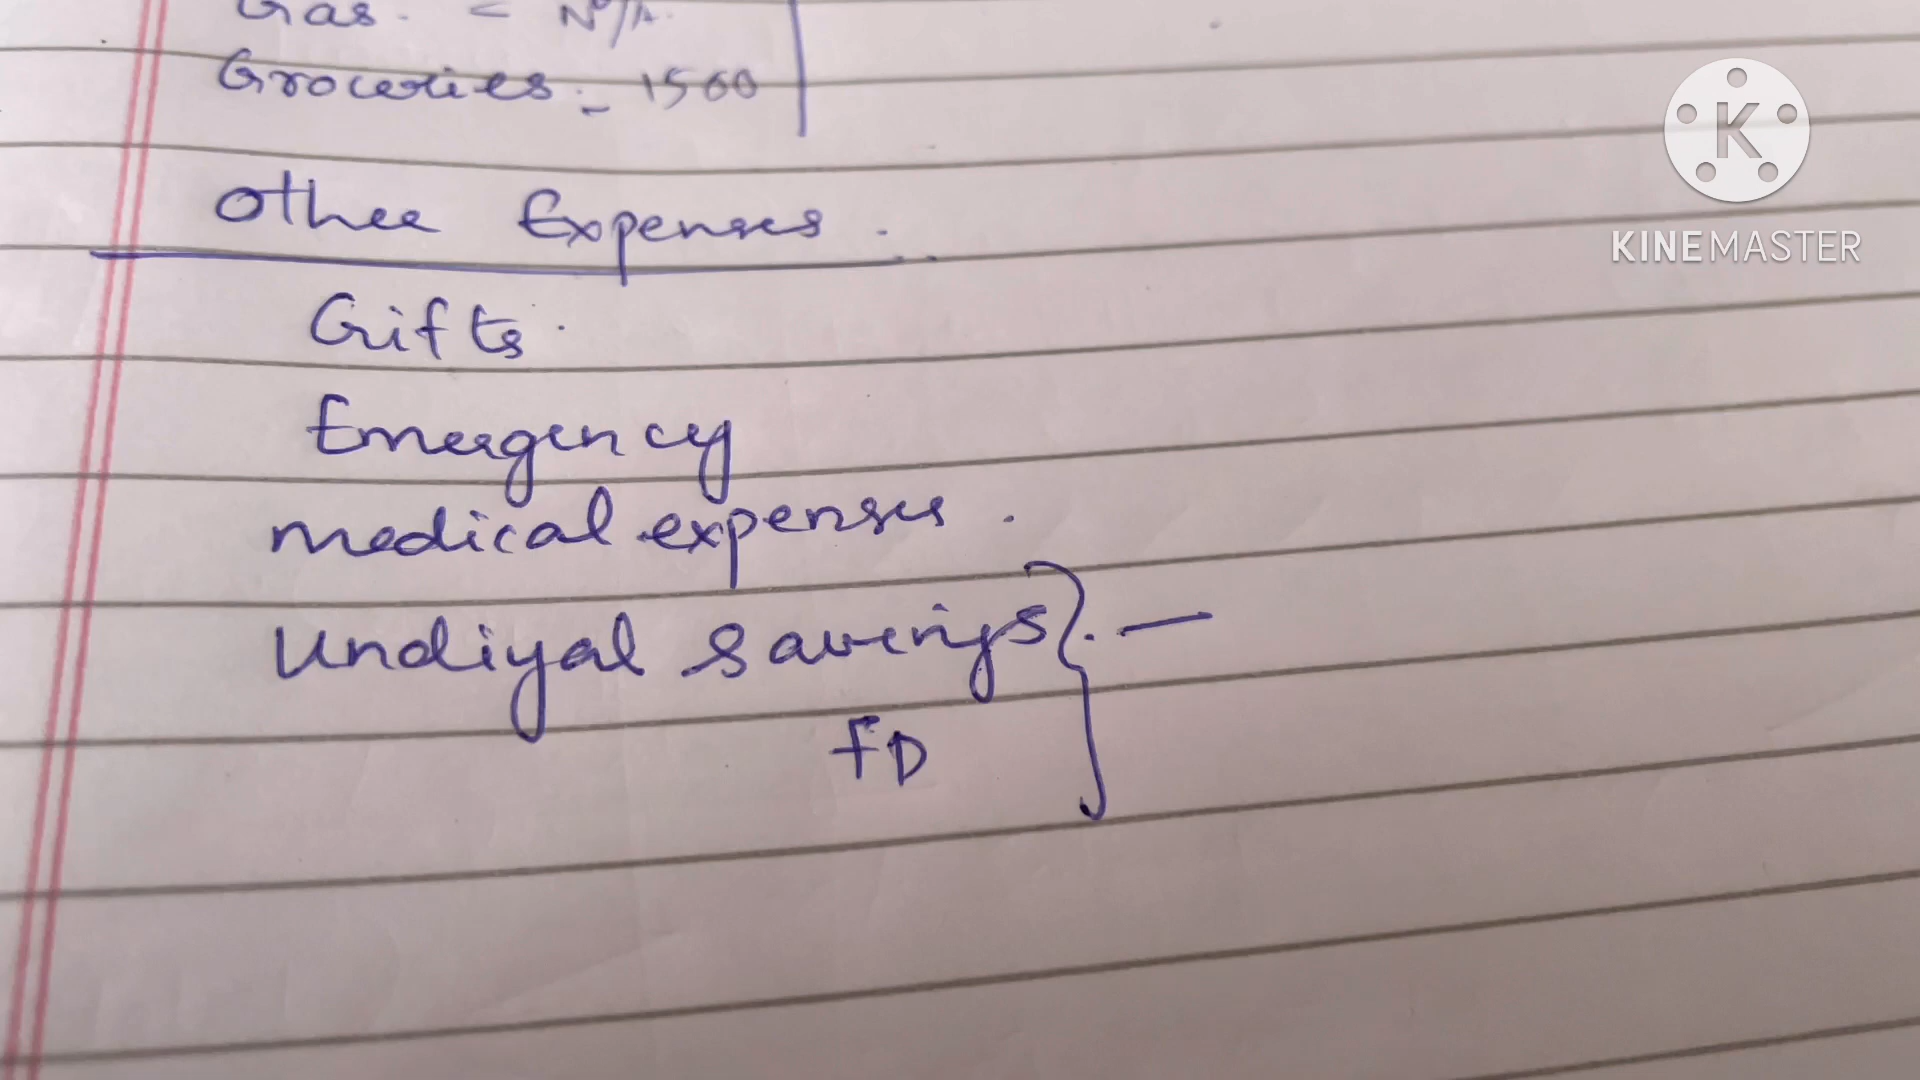 Gas. = N/A.
Groceries - 1500
Other Expenses.
Gifts.
Emergency
medical expenses.
Undiyal savings }. —
FD
K
KINEMASTER